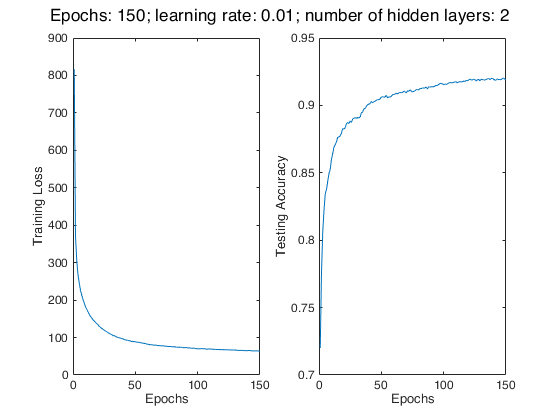 Epochs: 150; learning rate: 0.01; number of hidden layers: 2
900
800
700
600
500
400
300
200
100
0
Training Loss
0 50 100 150
Epochs
0.95
0.9
0.85
0.8
0.75
0.7
Testing Accuracy
0 50 100 150
Epochs